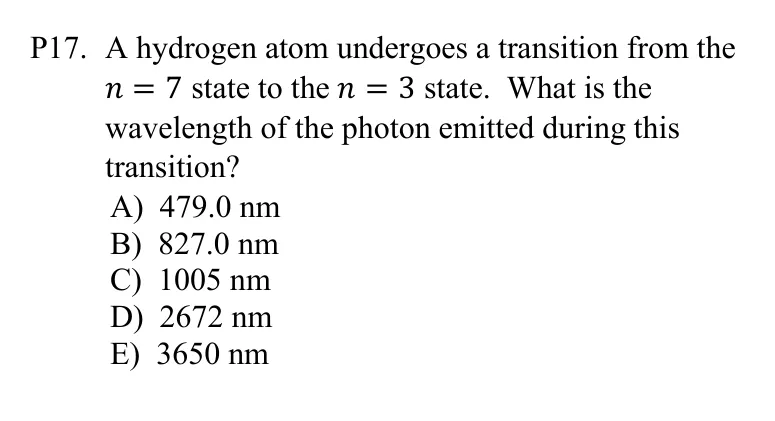 P17. A hydrogen atom undergoes a transition from the
n = 7 state to the n = 3 state. What is the
wavelength of the photon emitted during this
transition?
A) 479.0 nm
B) 827.0 nm
C) 1005 nm
D) 2672 nm
E) 3650 nm